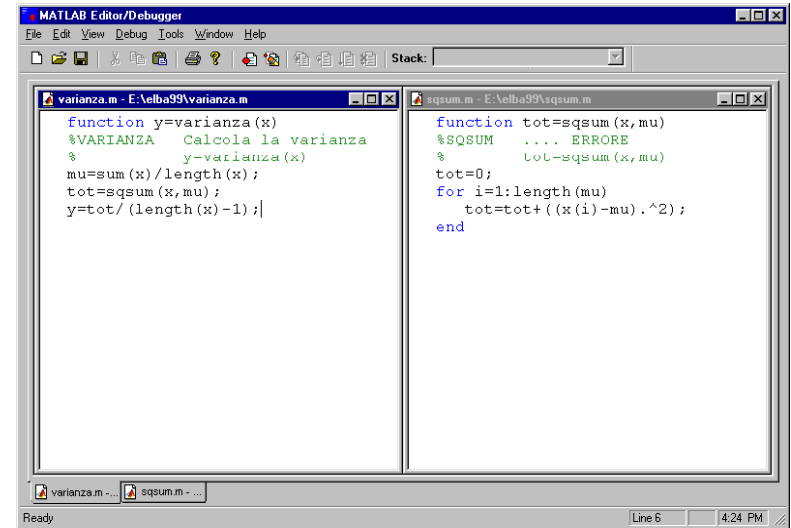 MATLAB Editor/Debugger
File Edit View Debug Tools Window Help
Stack:
varianza.m - E:\elba99\varianza.m
function y=varianza(x)
%VARIANZA Calcola la varianza
% y=varianza(x)
mu=sum(x)/length(x);
tot=sqsum(x,mu);
y=tot/(length(x)-1);
sqsum.m - E:\elba99\sqsum.m
function tot=sqsum(x,mu)
%SQSUM .... ERRORE
% tot=sqsum(x,mu)
tot=0;
for i=1:length(mu)
tot=tot+((x(i)-mu).^2);
end
varianza.m -... sqsum.m - ...
Ready Line 6 4:24 PM